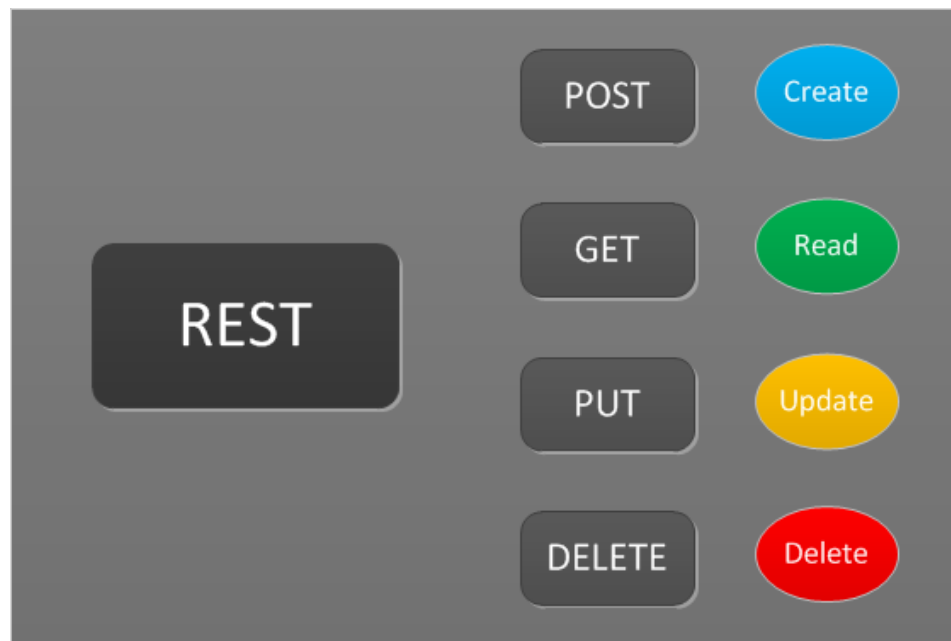 REST
POST
Create
GET
Read
PUT
Update
DELETE
Delete